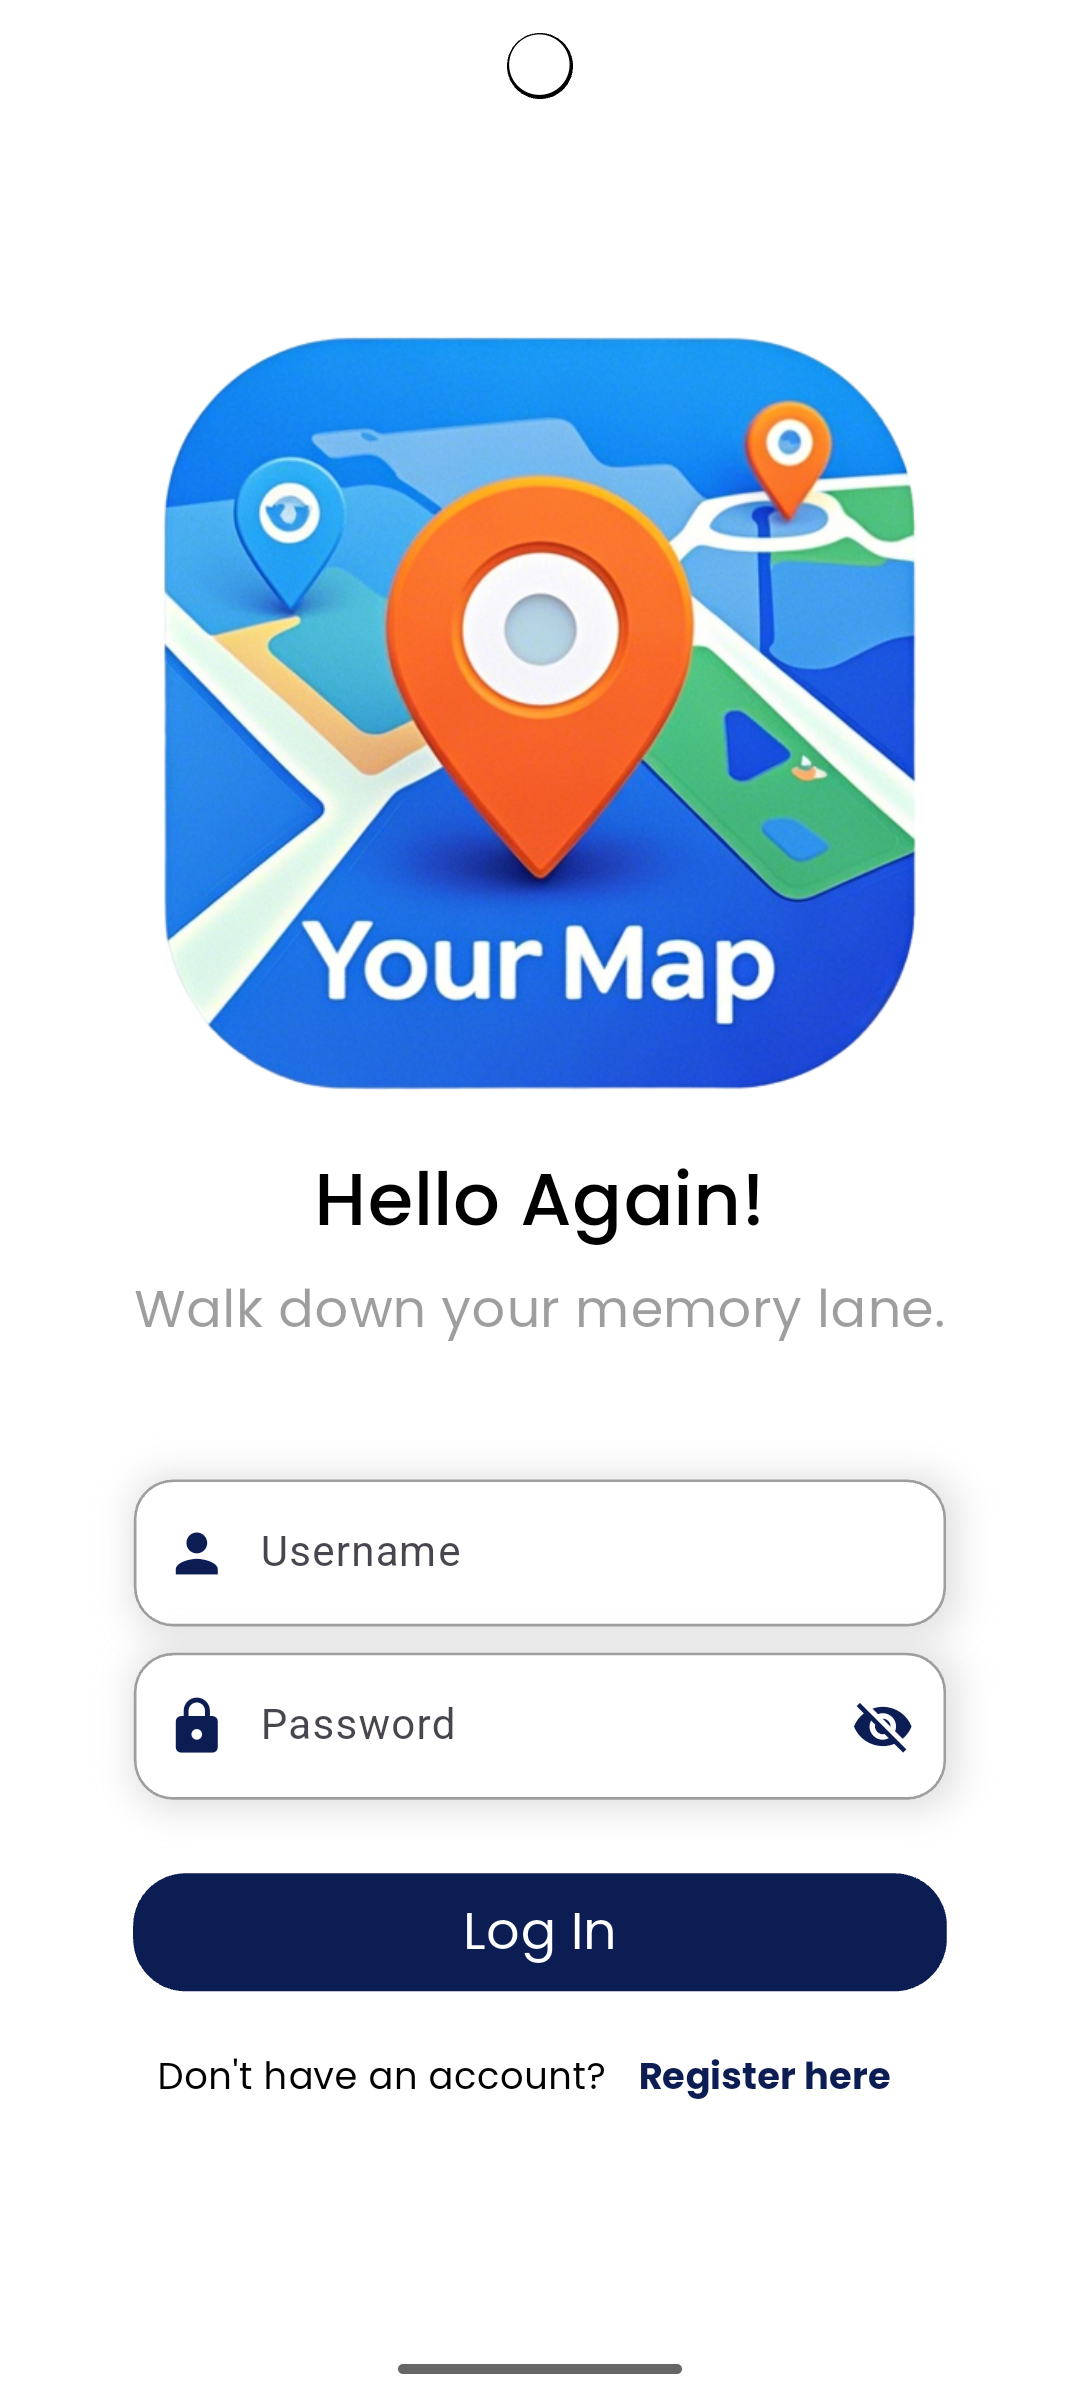 Your Map
Hello Again!
Walk down your memory lane.
Username
Password
Log In
Don't have an account? Register here